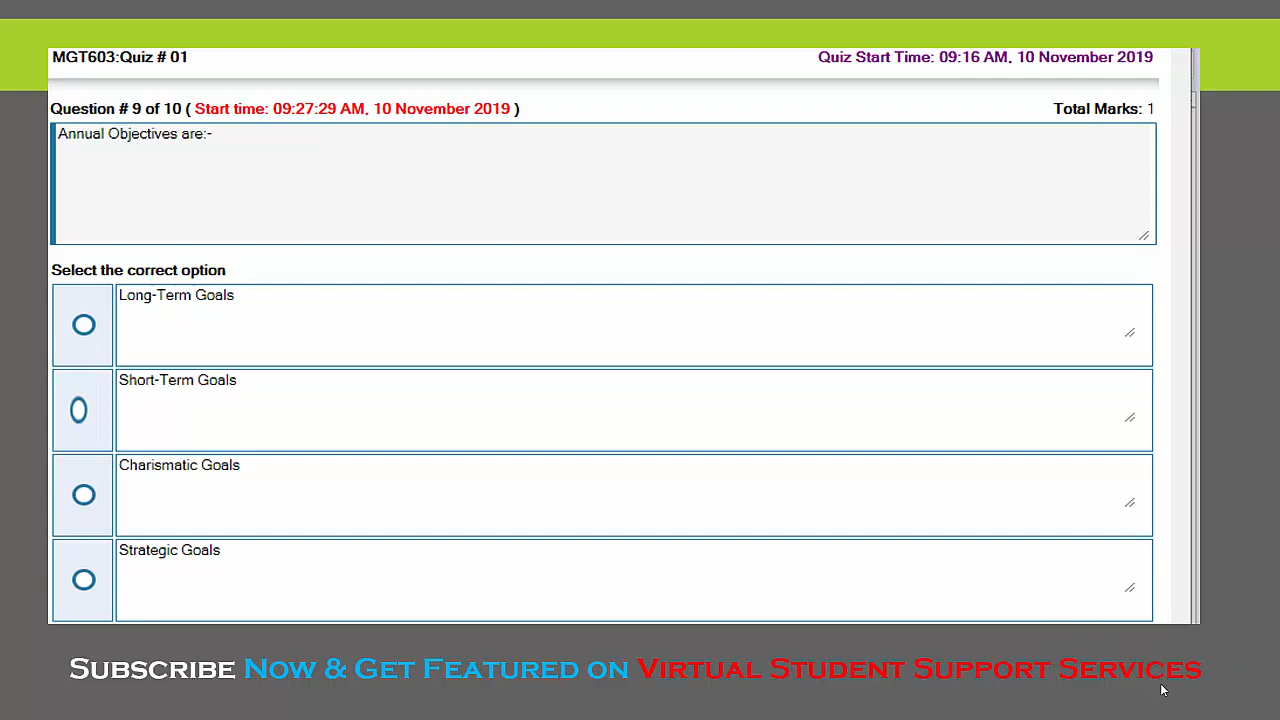 MGT603:Quiz # 01
Quiz Start Time: 09:16 AM, 10 November 2019
Question # 9 of 10 ( Start time: 09:27:29 AM, 10 November 2019 )
Total Marks: 1
Annual Objectives are:-
Select the correct option
Long-Term Goals
Short-Term Goals
Charismatic Goals
Strategic Goals
Subscribe Now & Get Featured on Virtual Student Support Services